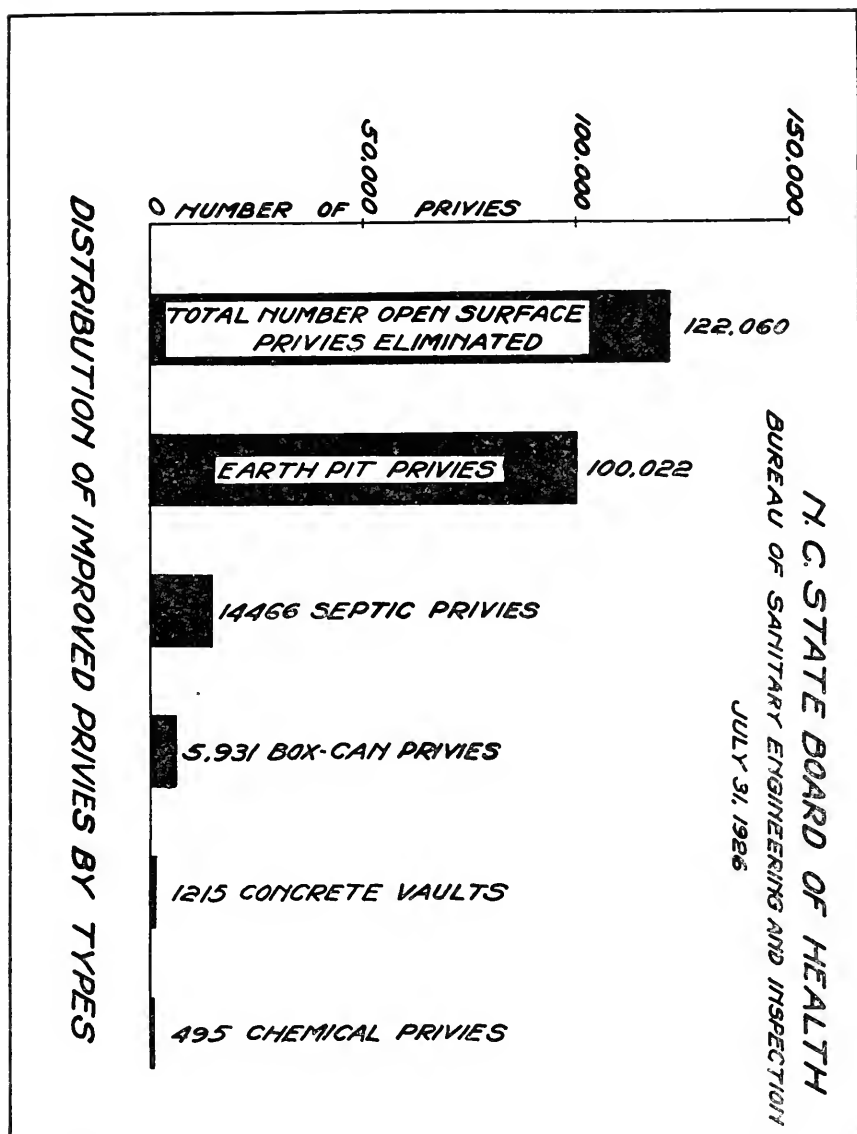 N. C. STATE BOARD OF HEALTH
BUREAU OF SANITARY ENGINEERING AND INSPECTION
JULY 31, 1926
150.000
100.000
50.000
0 NUMBER OF PRIVIES
TOTAL NUMBER OPEN SURFACE
PRIVIES ELIMINATED
122.060
EARTH PIT PRIVIES
100.022
14466 SEPTIC PRIVIES
5.931 BOX-CAN PRIVIES
1215 CONCRETE VAULTS
495 CHEMICAL PRIVIES
DISTRIBUTION OF IMPROVED PRIVIES BY TYPES